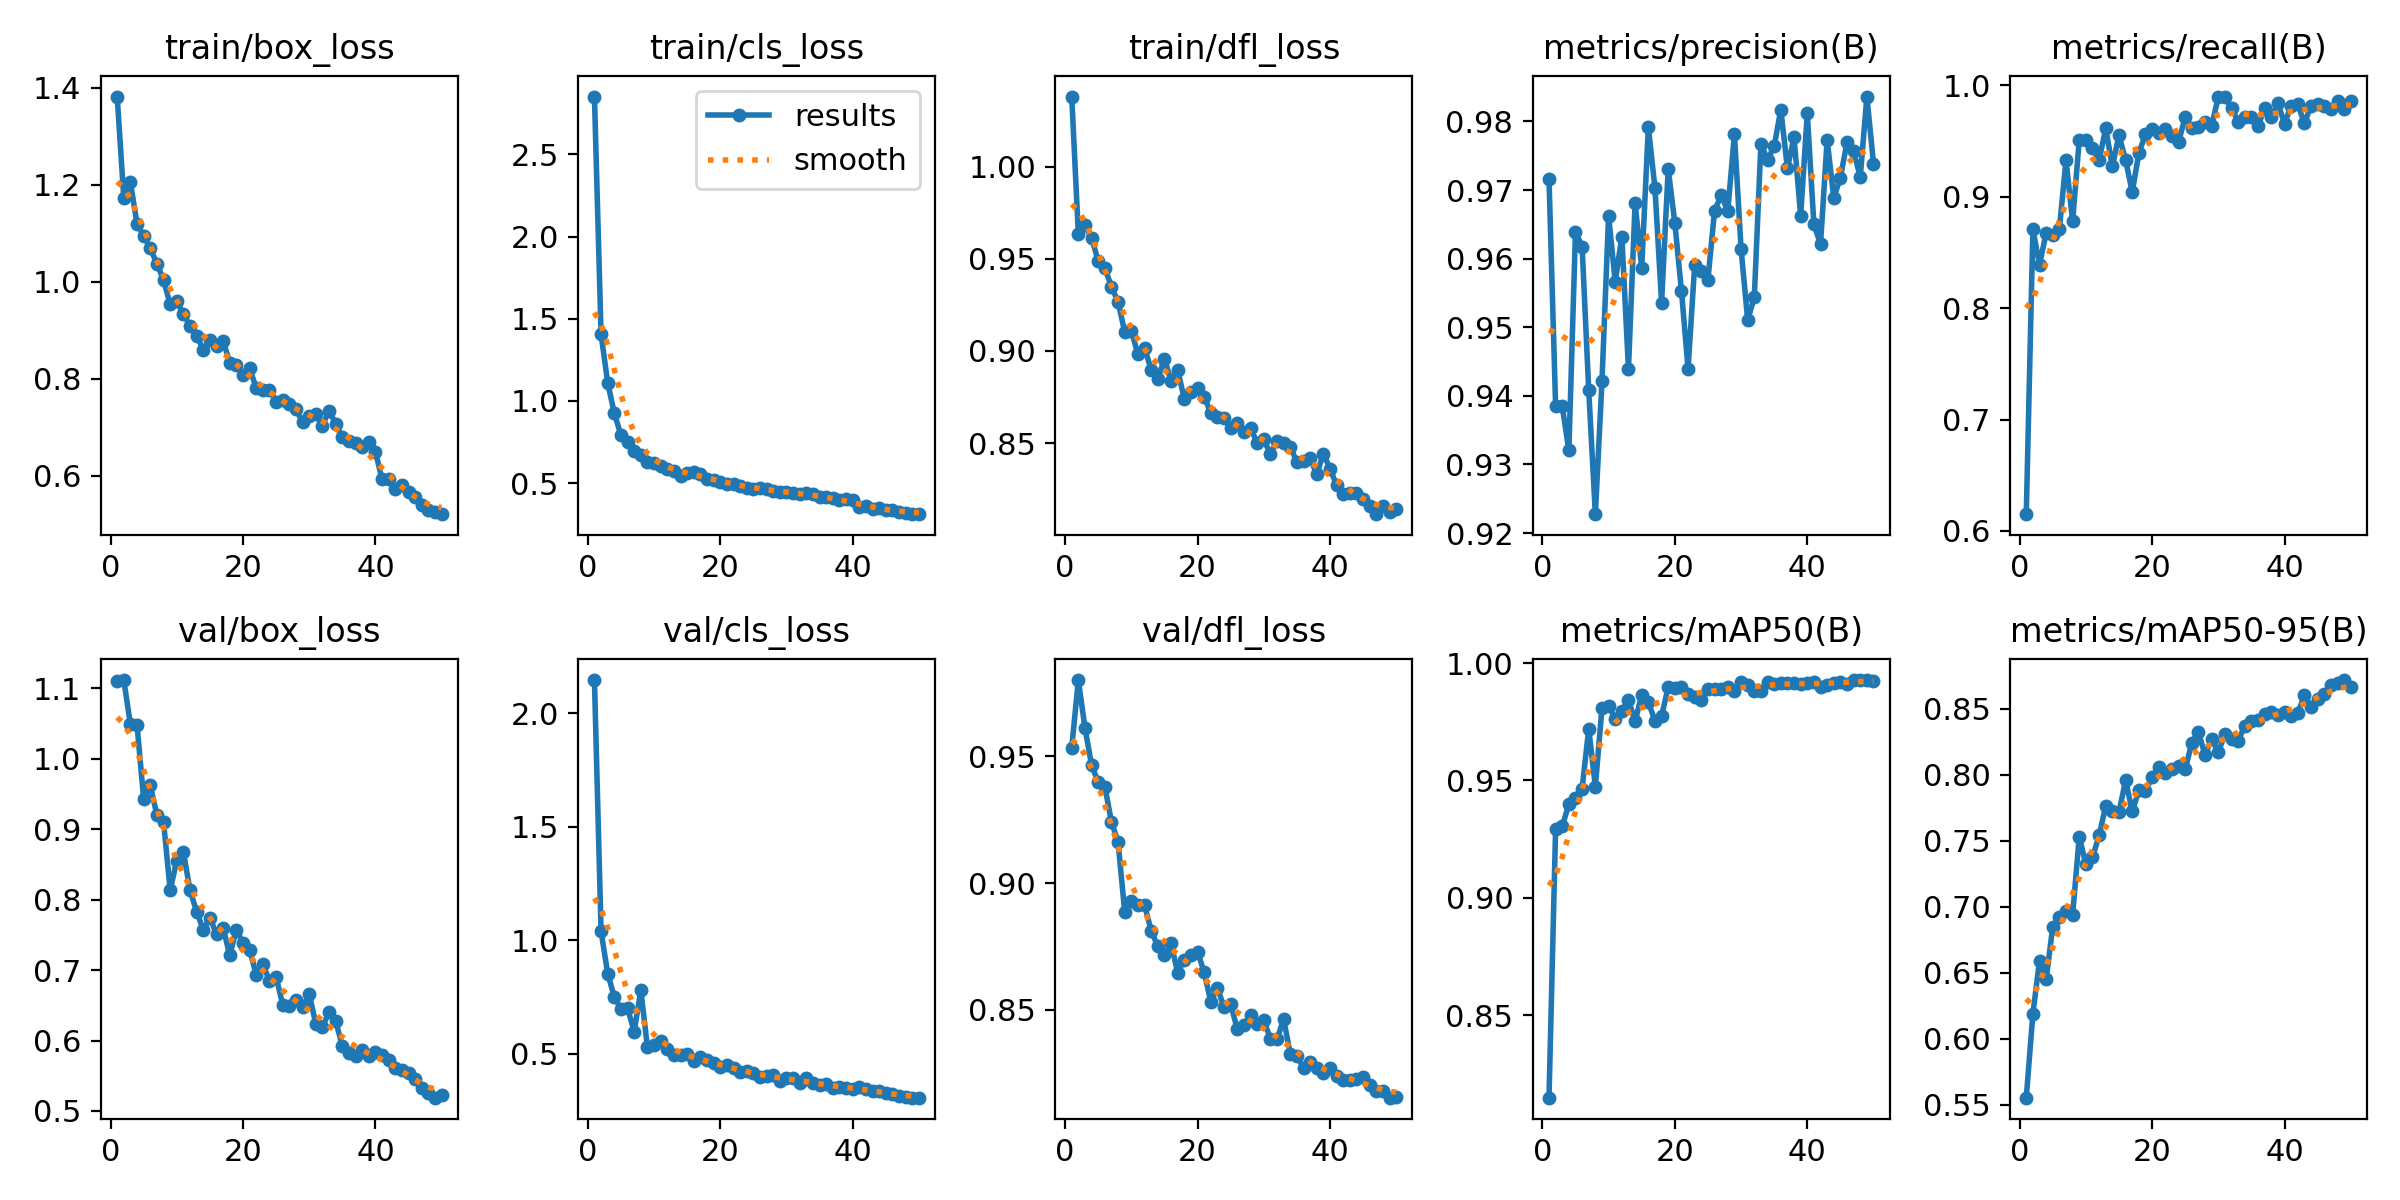 train/box_loss
1.4
1.2
1.0
0.8
0.6
0 20 40
train/cls_loss
results
smooth
2.5
2.0
1.5
1.0
0.5
0 20 40
train/dfl_loss
1.00
0.95
0.90
0.85
0 20 40
metrics/precision(B)
0.98
0.97
0.96
0.95
0.94
0.93
0.92
0 20 40
metrics/recall(B)
1.0
0.9
0.8
0.7
0.6
0 20 40
val/box_loss
1.1
1.0
0.9
0.8
0.7
0.6
0.5
0 20 40
val/cls_loss
2.0
1.5
1.0
0.5
0 20 40
val/dfl_loss
0.95
0.90
0.85
0 20 40
metrics/mAP50(B)
1.00
0.95
0.90
0.85
0 20 40
metrics/mAP50-95(B)
0.85
0.80
0.75
0.70
0.65
0.60
0.55
0 20 40